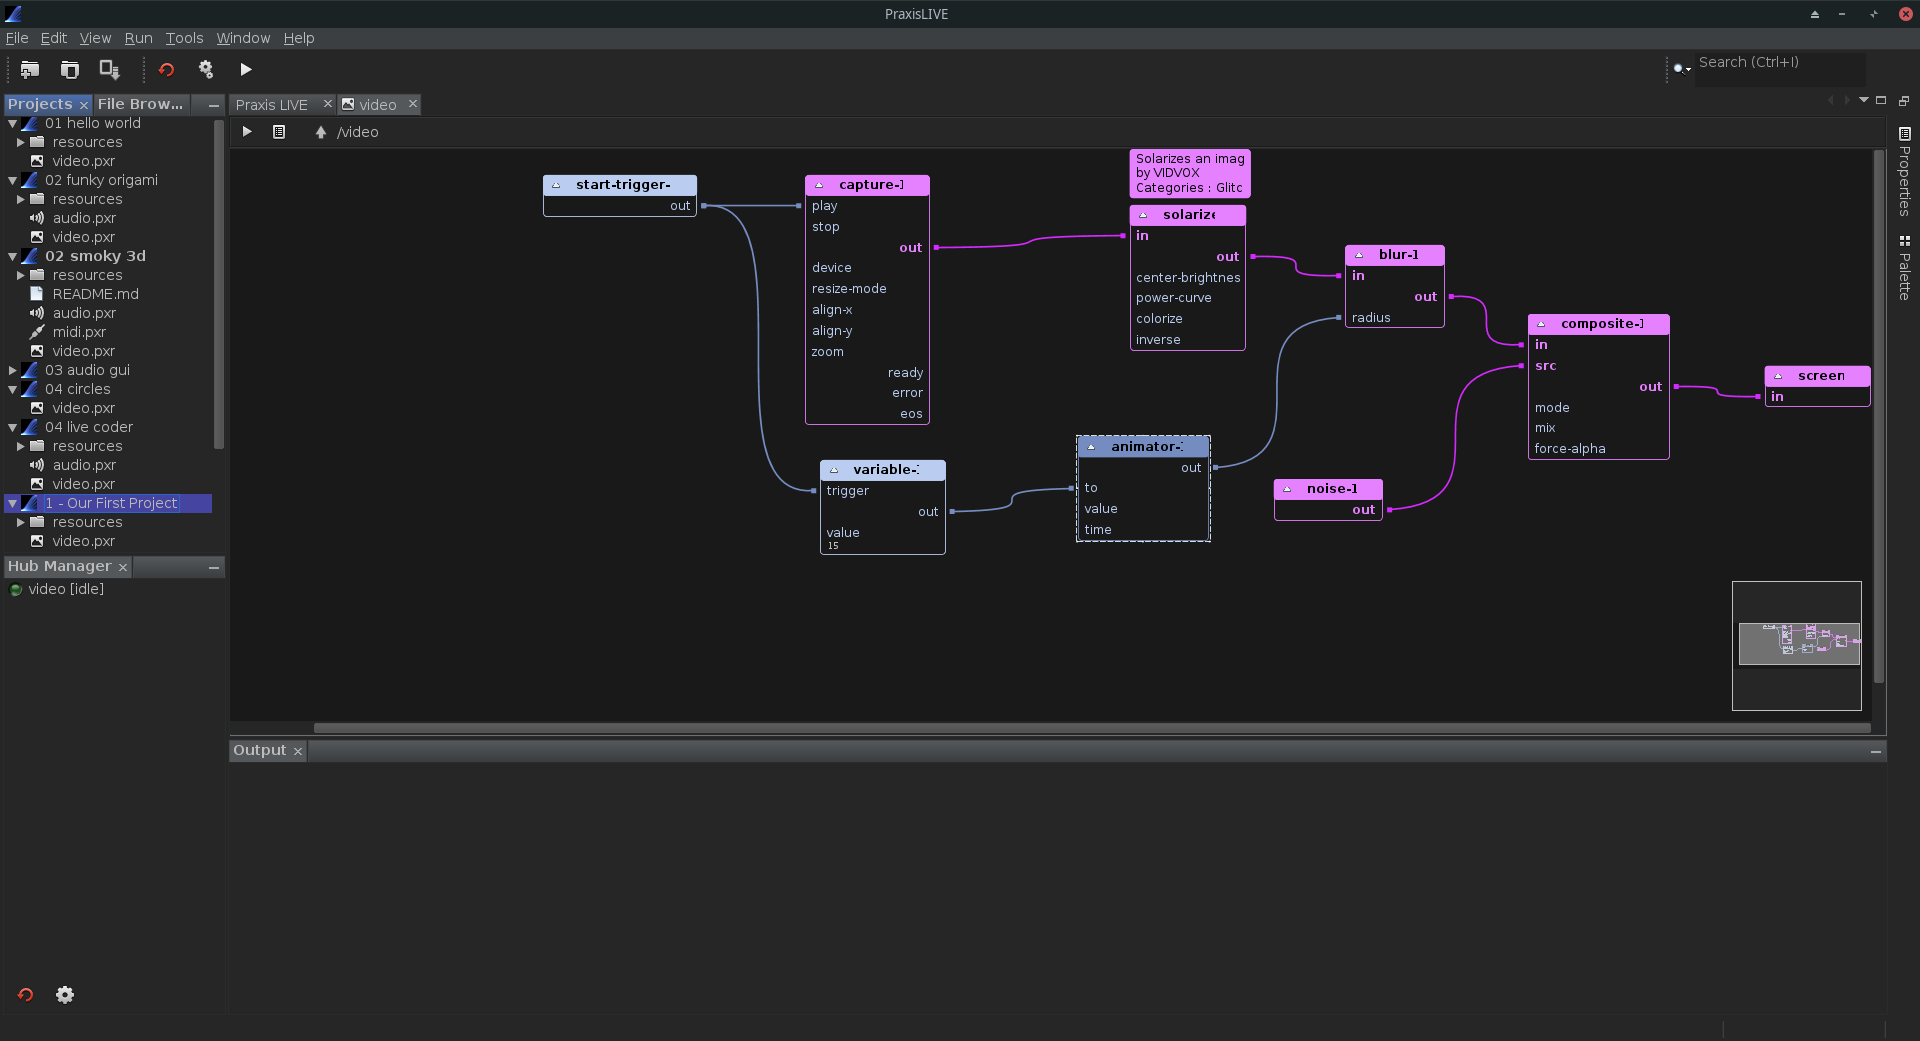 PraxisLIVE
File Edit View Run Tools Window Help
Search (Ctrl+I)
Projects File Brow...
01 hello world
resources
video.pxr
02 funky origami
resources
audio.pxr
video.pxr
02 smoky 3d
resources
README.md
audio.pxr
midi.pxr
video.pxr
03 audio gui
04 circles
video.pxr
04 live coder
resources
audio.pxr
video.pxr
1 - Our First Project
resources
video.pxr
Hub Manager
video [idle]
Praxis LIVE video
/video
start-trigger-
out
capture-1
play
stop
out
device
resize-mode
align-x
align-y
zoom
ready
error
eos
Solarizes an imag
by VIDVOX
Categories : Glitc
solarize
in
out
center-brightnes
power-curve
colorize
inverse
blur-1
in
out
radius
composite-1
in
src
out
mode
mix
force-alpha
screen
in
variable-1
trigger
out
value
15
animator-1
out
to
value
time
noise-1
out
Output
Properties
Palette